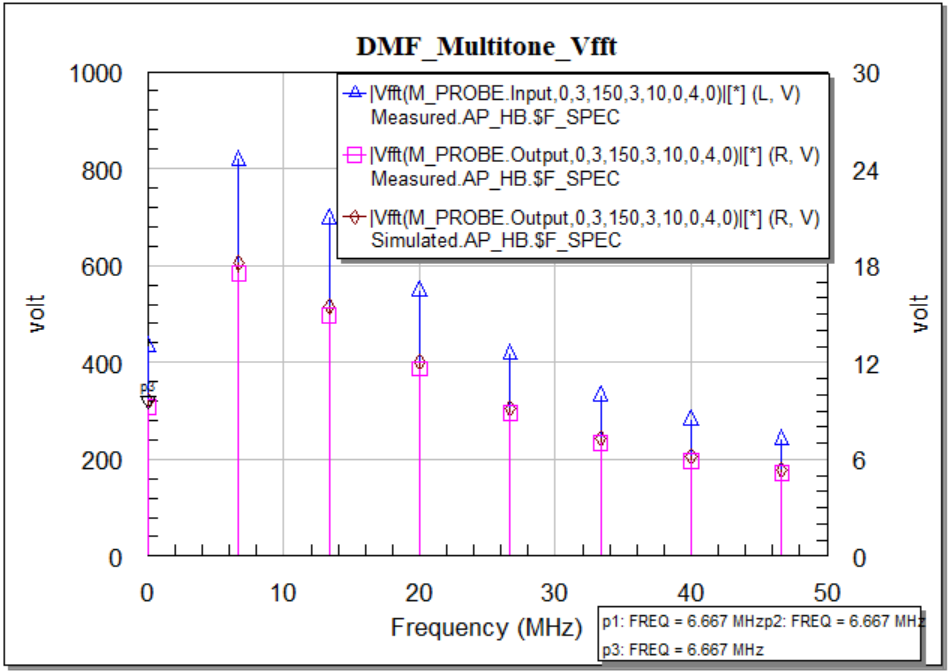 DMF_Multitone_Vfft
1000
800
600
400
200
0
volt
|Vfft(M_PROBE.Input,0,3,150,3,10,0,4,0)|[*] (L, V)
Measured.AP_HB.$F_SPEC
|Vfft(M_PROBE.Output,0,3,150,3,10,0,4,0)|[*] (R, V)
Measured.AP_HB.$F_SPEC
|Vfft(M_PROBE.Output,0,3,150,3,10,0,4,0)|[*] (R, V)
Simulated.AP_HB.$F_SPEC
p3
30
24
18
12
6
0
volt
0 10 20 30 40 50
Frequency (MHz)
p1: FREQ = 6.667 MHzp2: FREQ = 6.667 MHz
p3: FREQ = 6.667 MHz